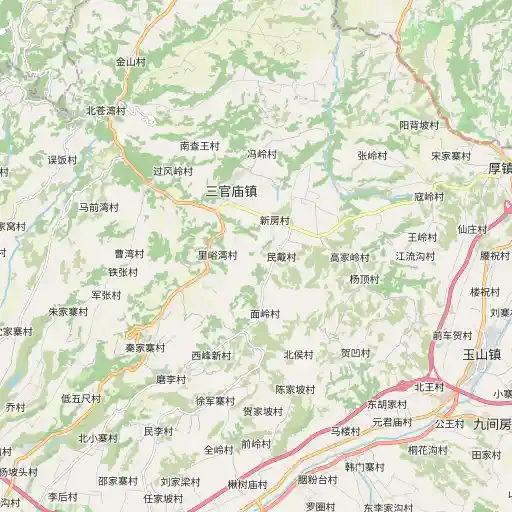 金山村
北苍湾村
阳背坡村
南查王村
冯岭村
张岭村
宋家寨村
误饭村
过风岭村
厚镇
三官庙镇
寇岭村
马前湾村
新房村
家窝村
仙庄村
王岭村
曹湾村
里峪湾村
民戴村
高家岭村
江流沟村
滕祝村
铁张村
杨顶村
军张村
楼祝村
朱家寨村
面岭村
刘寨
家寨村
前车贺村
秦家寨村
西峰新村
北侯村
贺凹村
玉山镇
磨李村
北王村
陈家坡村
小寨
低五尺村
徐军寨村
乔村
东胡家村
贺家坡村
元君庙村
公王村
九间房
民李村
马楼村
北小寨村
前岭村
全岭村
桐花沟村
田家村
杨坡头村
韩门寨村
邵家寨村
刘家梁村
楸树庙村
胭粉台村
李后村
任家坡村
罗圈村
东李家沟村